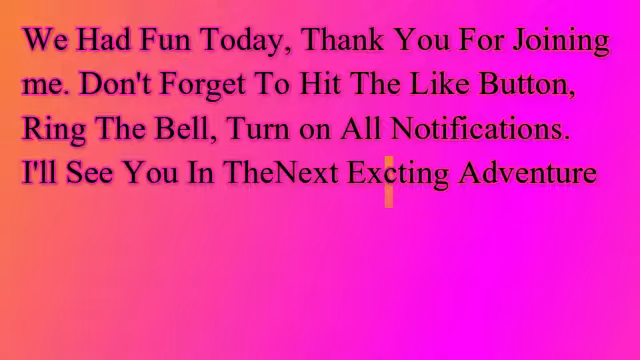 We Had Fun Today, Thank You For Joining
me. Don't Forget To Hit The Like Button,
Ring The Bell, Turn on All Notifications.
I'll See You In TheNext Excting Adventure